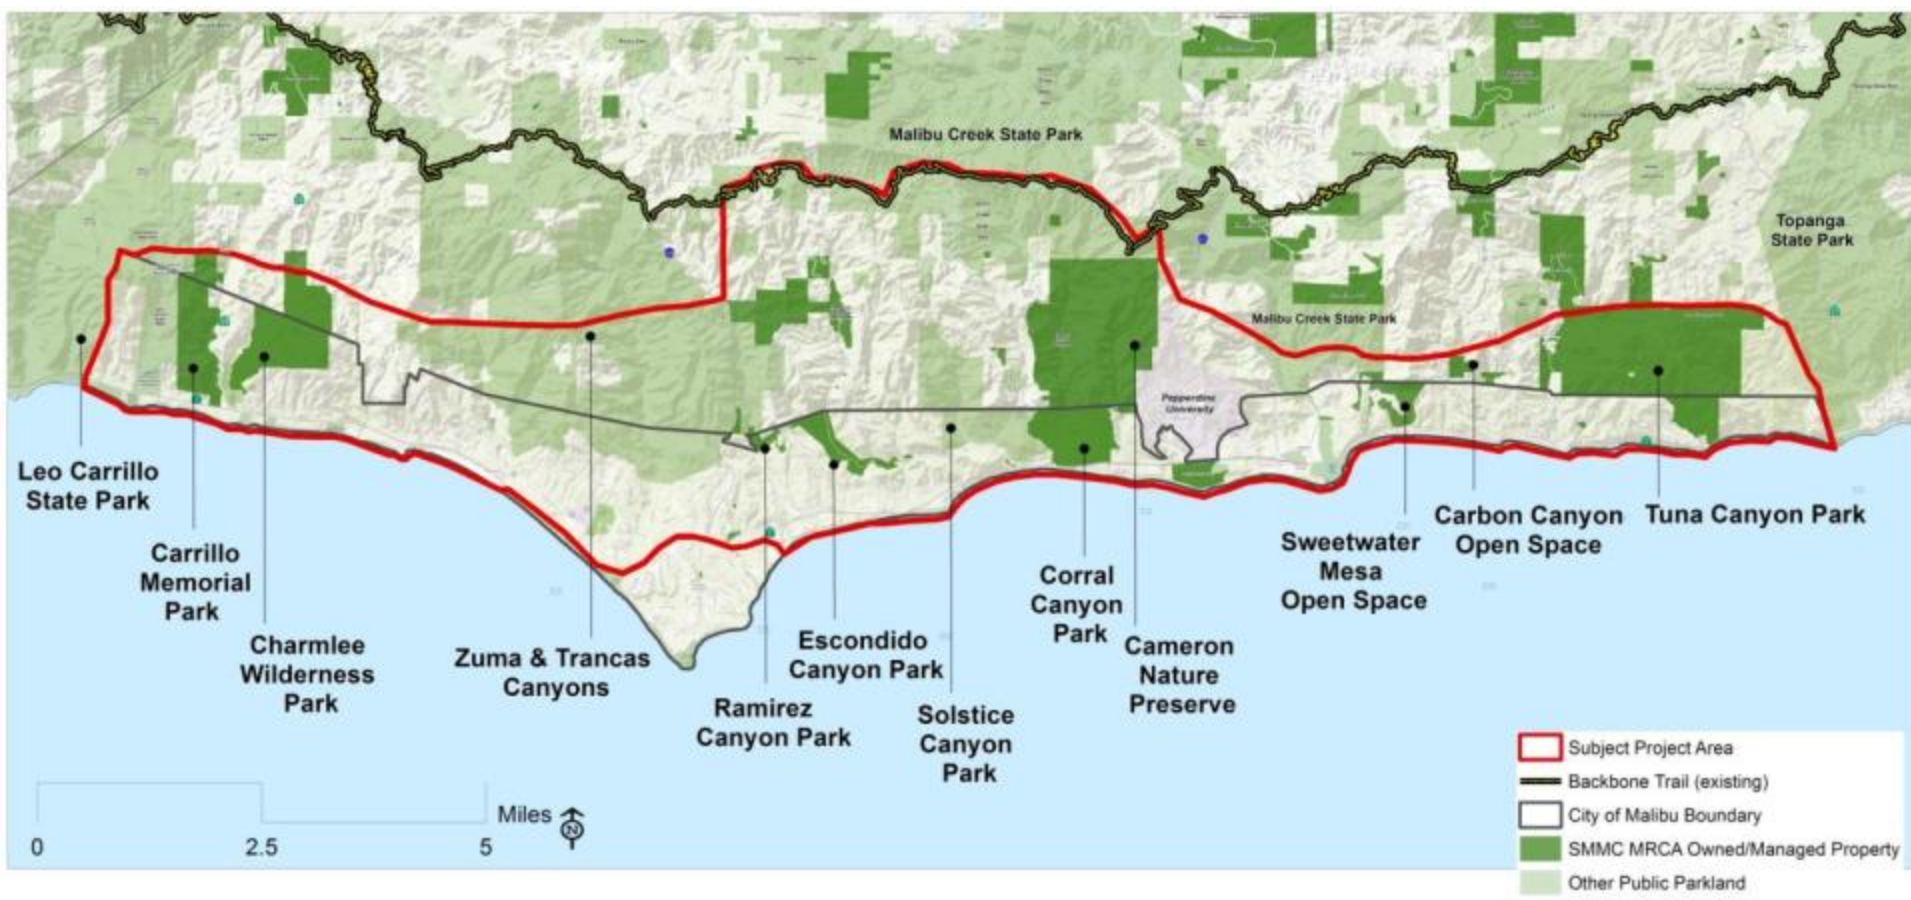 Malibu Creek State Park
Topanga
State Park
Malibu Creek State Park
Pepperdine
University
Leo Carrillo
State Park
Carrillo
Memorial
Park
Charmlee
Wilderness
Park
Zuma & Trancas
Canyons
Ramirez
Canyon Park
Escondido
Canyon Park
Solstice
Canyon
Park
Corral
Canyon
Park
Cameron
Nature
Preserve
Sweetwater
Mesa
Open Space
Carbon Canyon
Open Space
Tuna Canyon Park
Miles
N
0 2.5 5
Subject Project Area
Backbone Trail (existing)
City of Malibu Boundary
SMMC MRCA Owned/Managed Property
Other Public Parkland